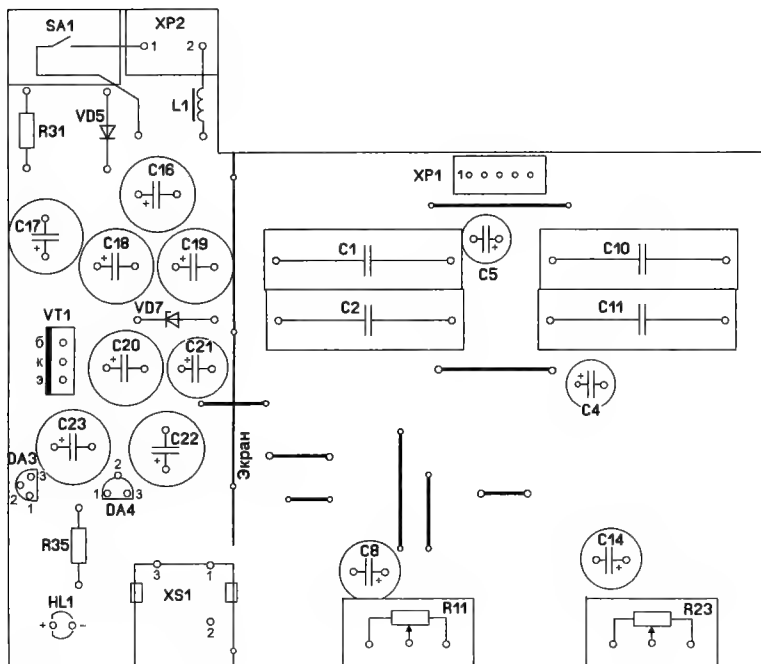 SA1
XP2
1 2
L1
VD5
R31
C16
+
XP1
1
C17
+
C18
+
C19
+
C1
C5
+
C10
VD7
C2
C11
VT1
б
к
э
C20
+
C21
+
C4
+
C23
+
C22
+
Экран
DA3
3
2
1
2
1 3
DA4
R35
C8
+
C14
+
3 1
XS1
2
HL1
+ −
R11
R23